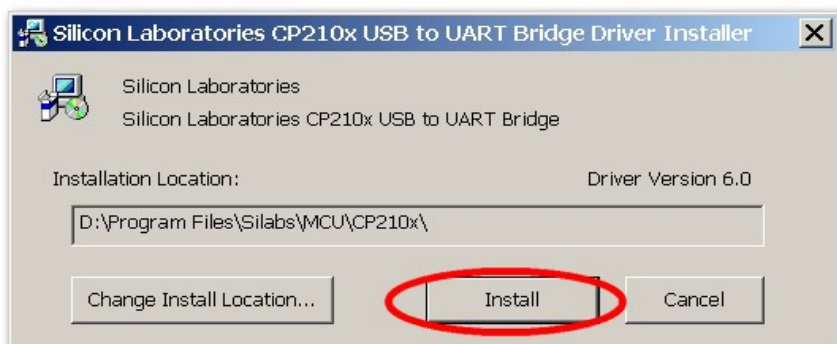 Silicon Laboratories CP210x USB to UART Bridge Driver Installer
Silicon Laboratories
Silicon Laboratories CP210x USB to UART Bridge
Installation Location: Driver Version 6.0
D:\Program Files\Silabs\MCU\CP210x\
Change Install Location... Install Cancel